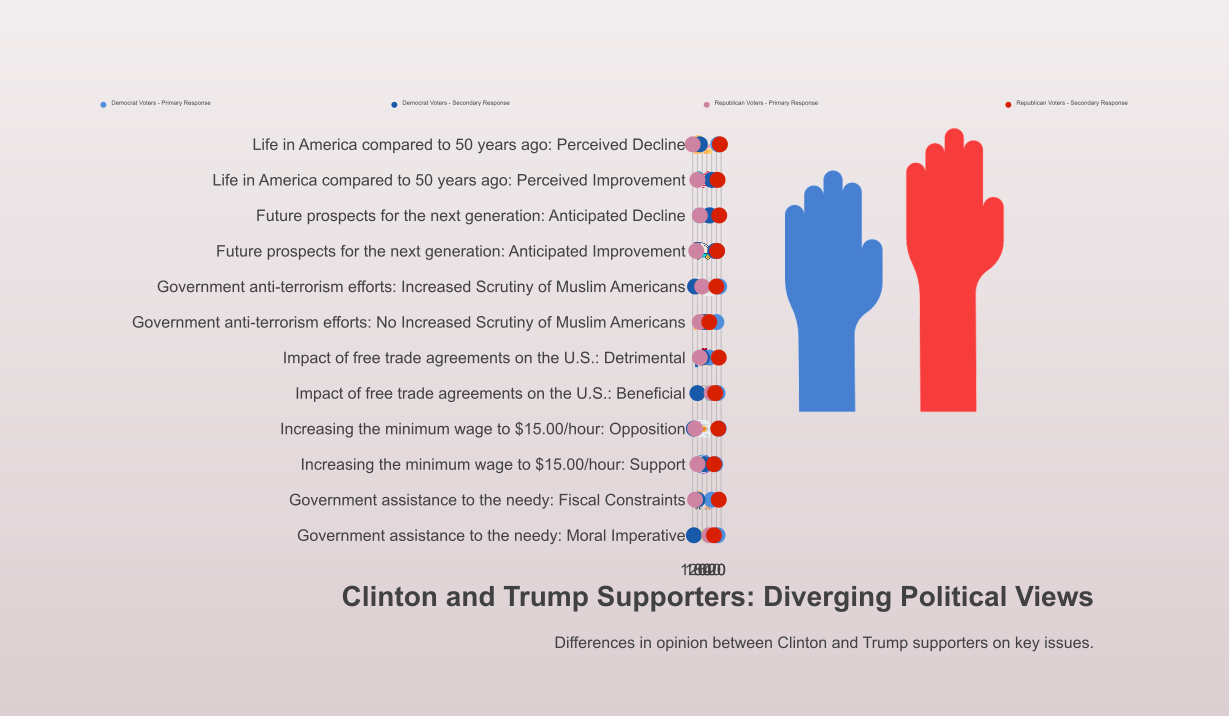 Democrat Voters - Primary Response
Democrat Voters - Secondary Response
Republican Voters - Primary Response
Republican Voters - Secondary Response
Life in America compared to 50 years ago: Perceived Decline
Life in America compared to 50 years ago: Perceived Improvement
Future prospects for the next generation: Anticipated Decline
Future prospects for the next generation: Anticipated Improvement
Government anti-terrorism efforts: Increased Scrutiny of Muslim Americans
Government anti-terrorism efforts: No Increased Scrutiny of Muslim Americans
Impact of free trade agreements on the U.S.: Detrimental
Impact of free trade agreements on the U.S.: Beneficial
Increasing the minimum wage to $15.00/hour: Opposition
Increasing the minimum wage to $15.00/hour: Support
Government assistance to the needy: Fiscal Constraints
Government assistance to the needy: Moral Imperative
Clinton and Trump Supporters: Diverging Political Views
Differences in opinion between Clinton and Trump supporters on key issues.